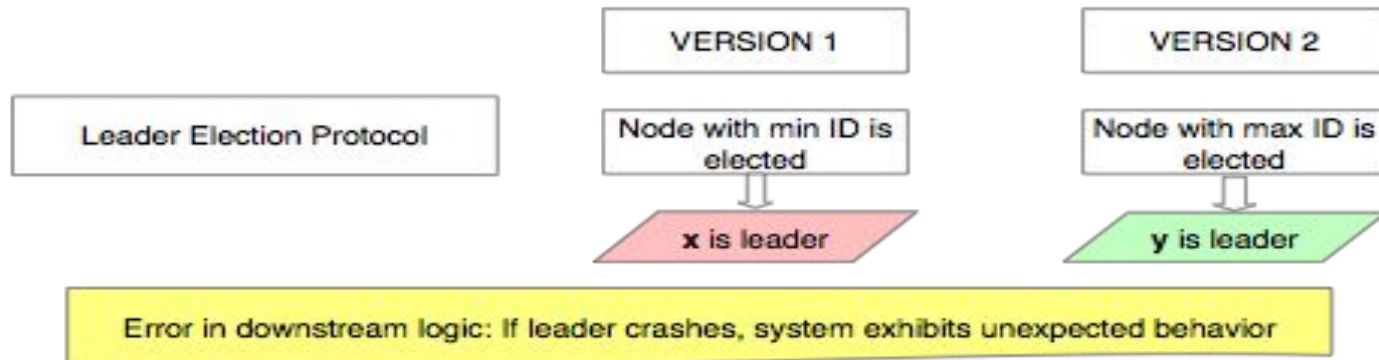 VERSION 1
VERSION 2
Leader Election Protocol
Node with min ID is
elected
Node with max ID is
elected
x is leader
y is leader
Error in downstream logic: If leader crashes, system exhibits unexpected behavior